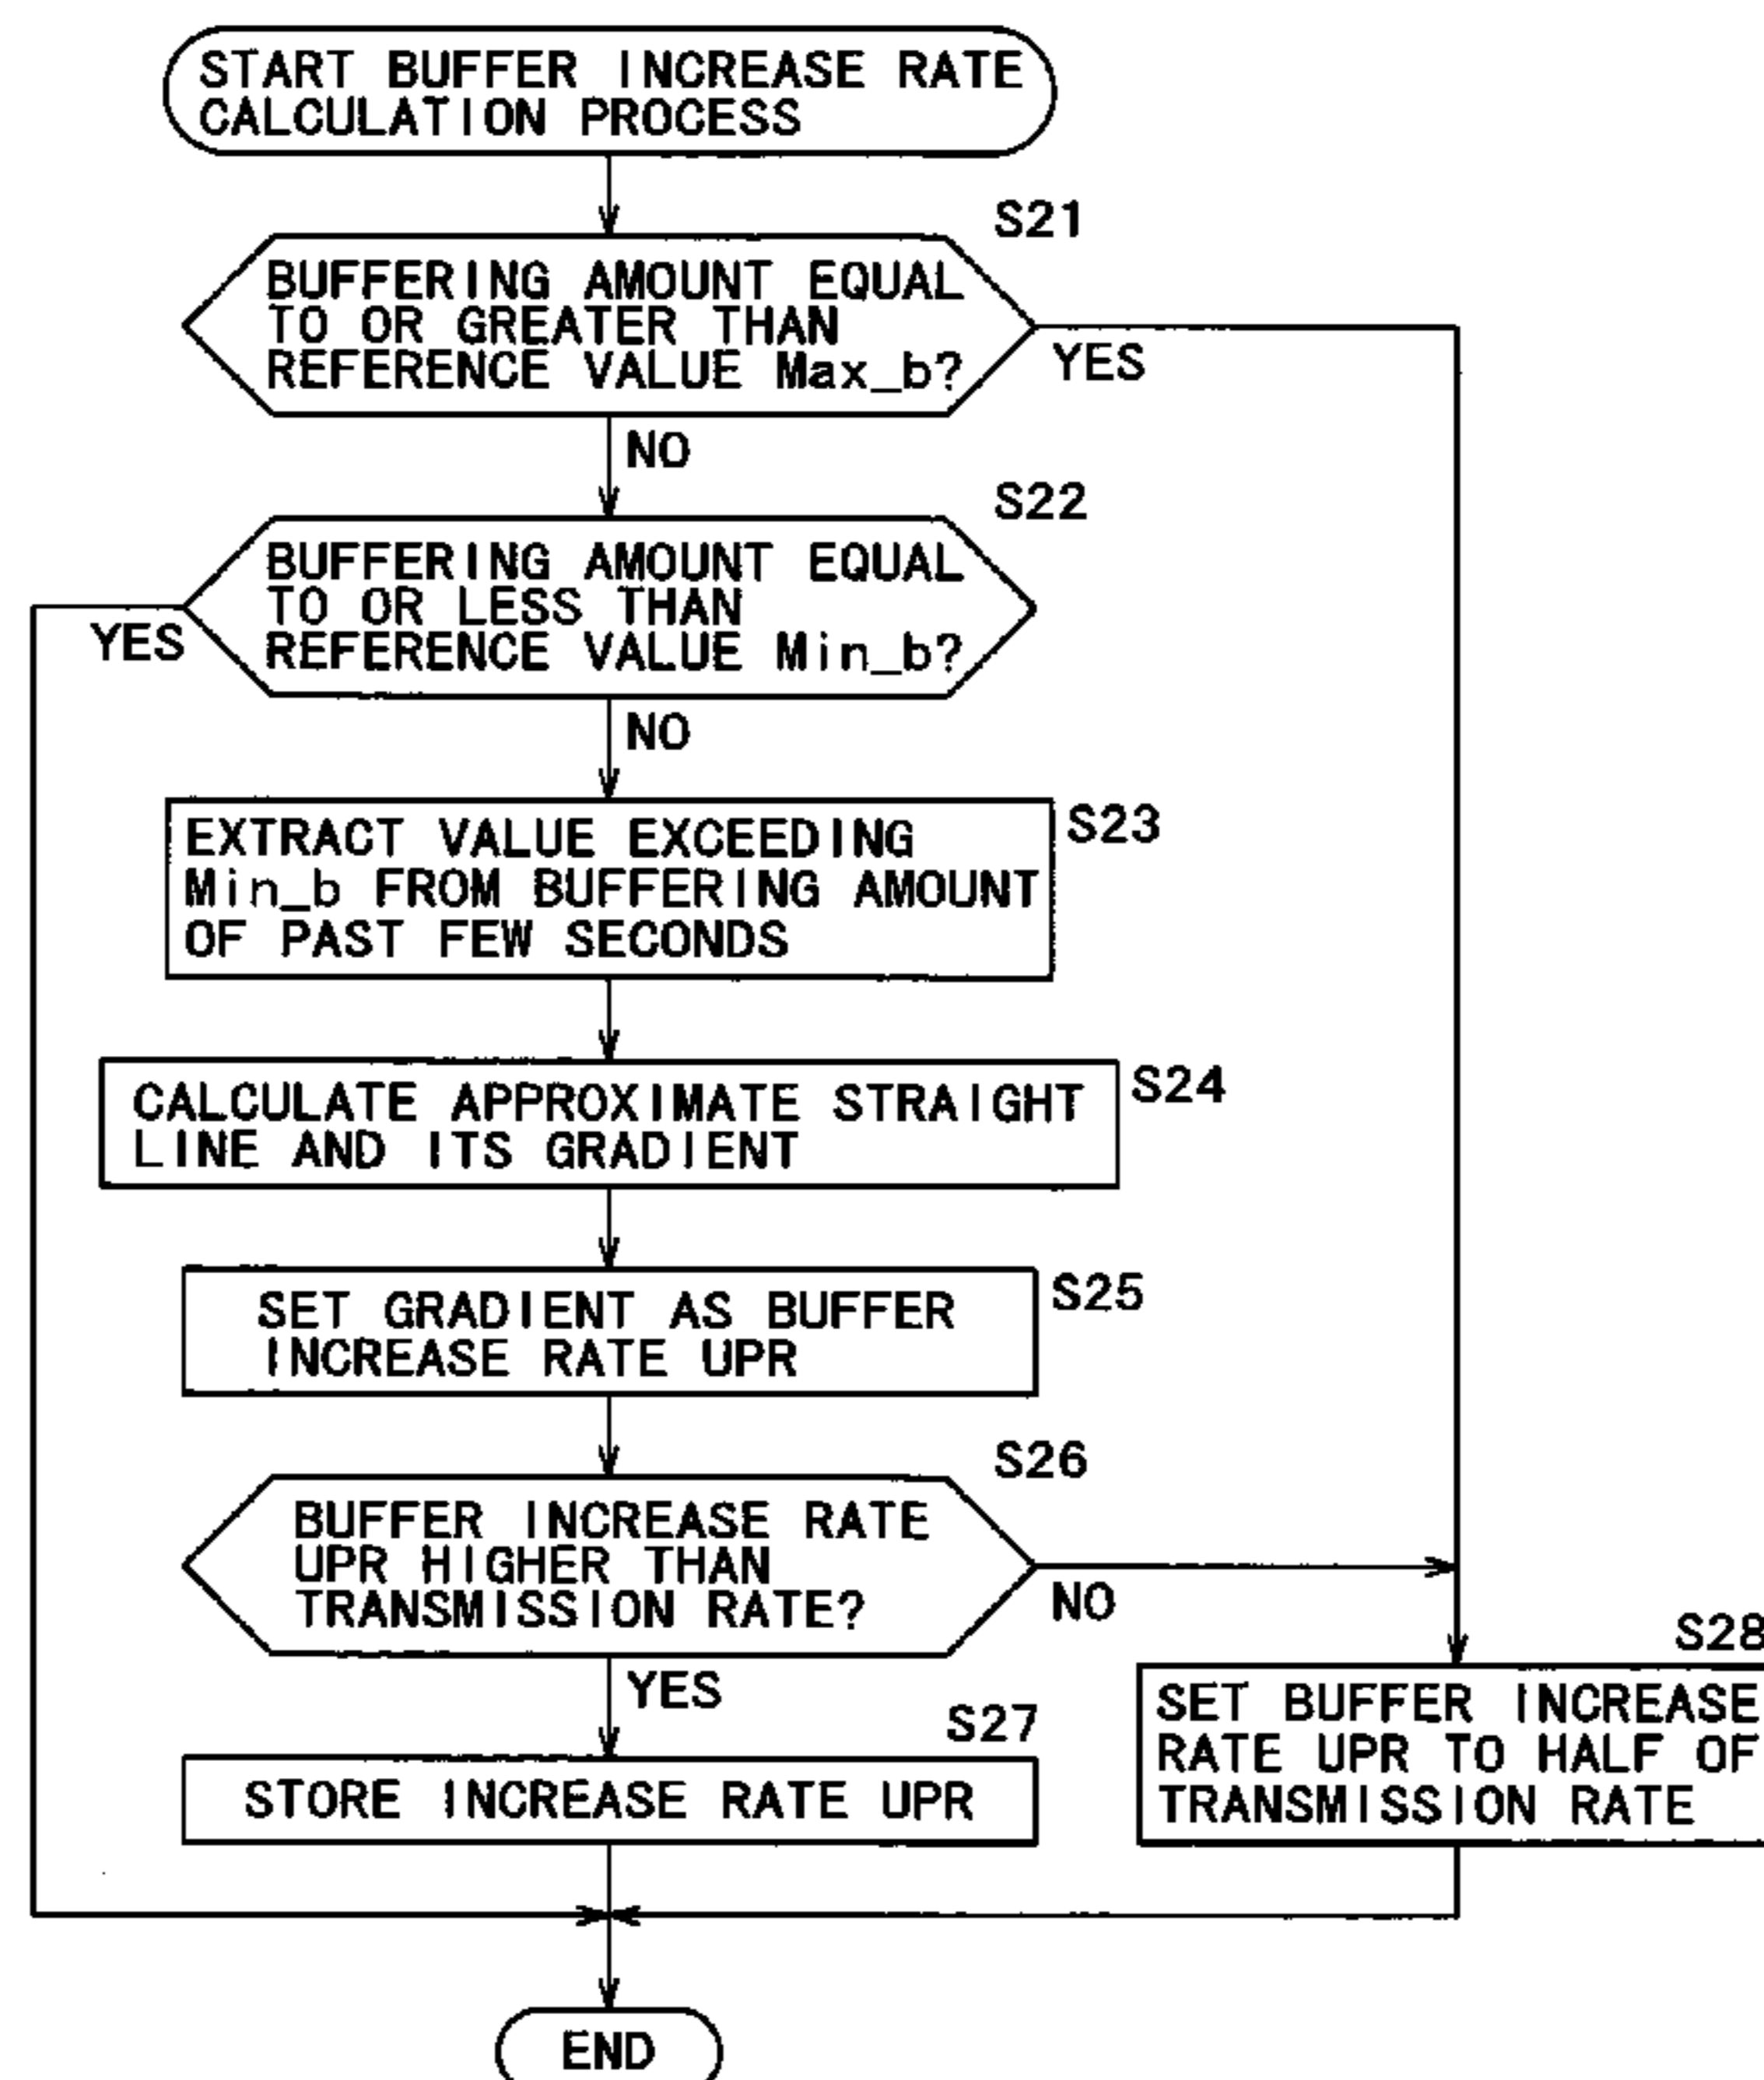 START BUFFER INCREASE RATE
CALCULATION PROCESS
S21
BUFFERING AMOUNT EQUAL
TO OR GREATER THAN
REFERENCE VALUE Max_b?
YES
NO
S22
BUFFERING AMOUNT EQUAL
TO OR LESS THAN
REFERENCE VALUE Min_b?
YES
NO
S23
EXTRACT VALUE EXCEEDING
Min_b FROM BUFFERING AMOUNT
OF PAST FEW SECONDS
S24
CALCULATE APPROXIMATE STRAIGHT
LINE AND ITS GRADIENT
S25
SET GRADIENT AS BUFFER
INCREASE RATE UPR
S26
BUFFER INCREASE RATE
UPR HIGHER THAN
TRANSMISSION RATE?
NO
YES
S27
STORE INCREASE RATE UPR
S28
SET BUFFER INCREASE
RATE UPR TO HALF OF
TRANSMISSION RATE
END